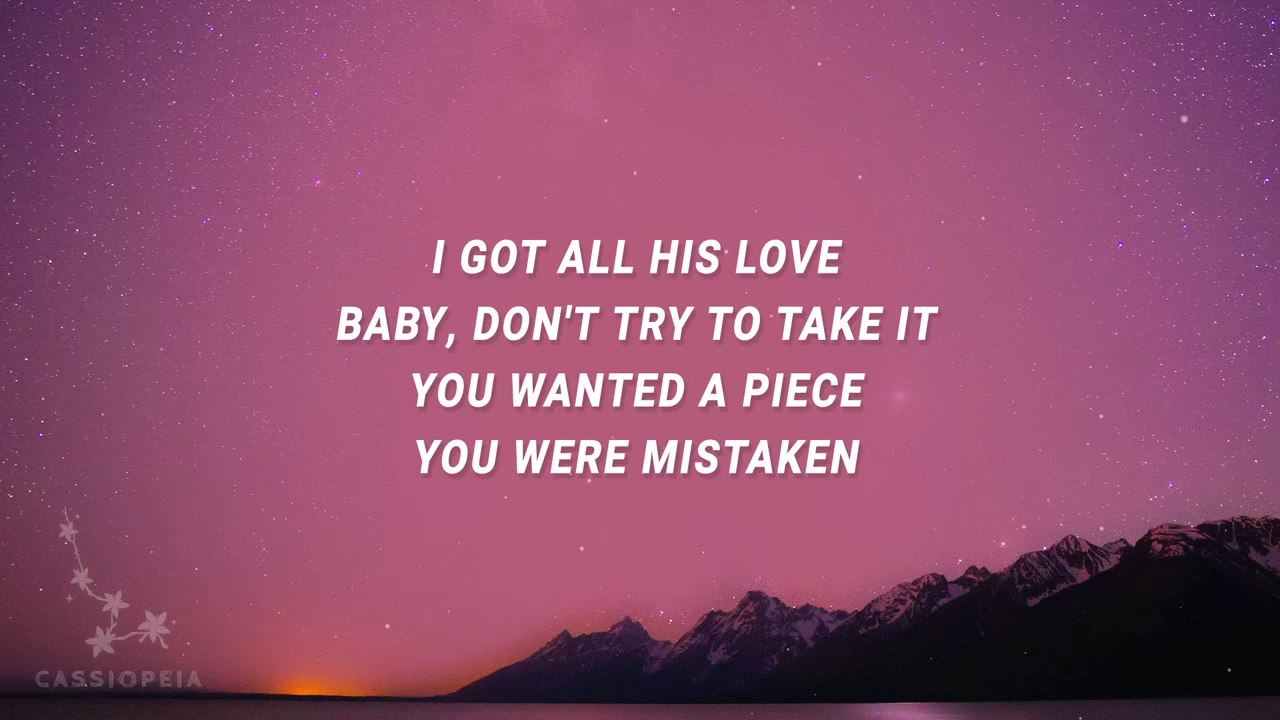 I GOT ALL HIS LOVE
BABY, DON'T TRY TO TAKE IT
YOU WANTED A PIECE
YOU WERE MISTAKEN
CASSIOPEIA